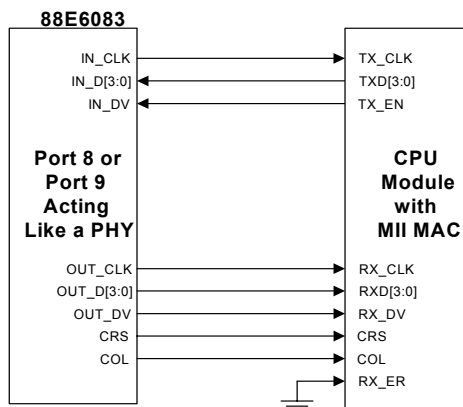 88E6083
IN_CLK
IN_D[3:0]
IN_DV
Port 8 or
Port 9
Acting
Like a PHY
OUT_CLK
OUT_D[3:0]
OUT_DV
CRS
COL
TX_CLK
TXD[3:0]
TX_EN
CPU
Module
with
MII MAC
RX_CLK
RXD[3:0]
RX_DV
CRS
COL
RX_ER